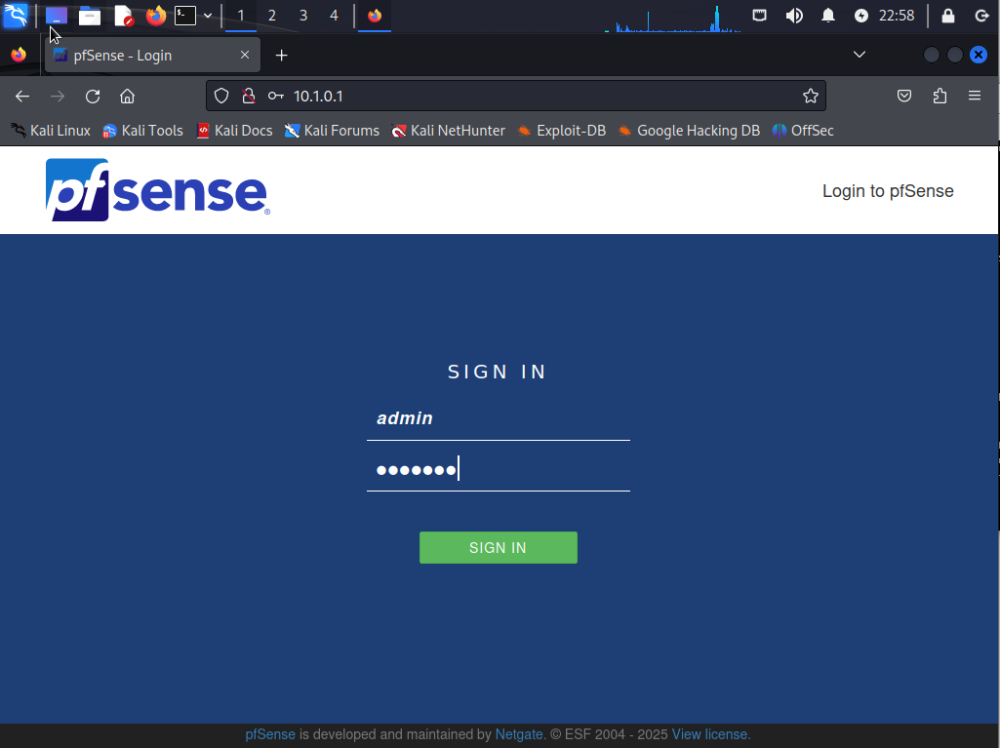 1 2 3 4 22:58
pfSense - Login
10.1.0.1
Kali Linux Kali Tools Kali Docs Kali Forums Kali NetHunter Exploit-DB Google Hacking DB OffSec
pfsense® Login to pfSense
SIGN IN
admin
●●●●●●●
SIGN IN
pfSense is developed and maintained by Netgate. © ESF 2004 - 2025 View license.